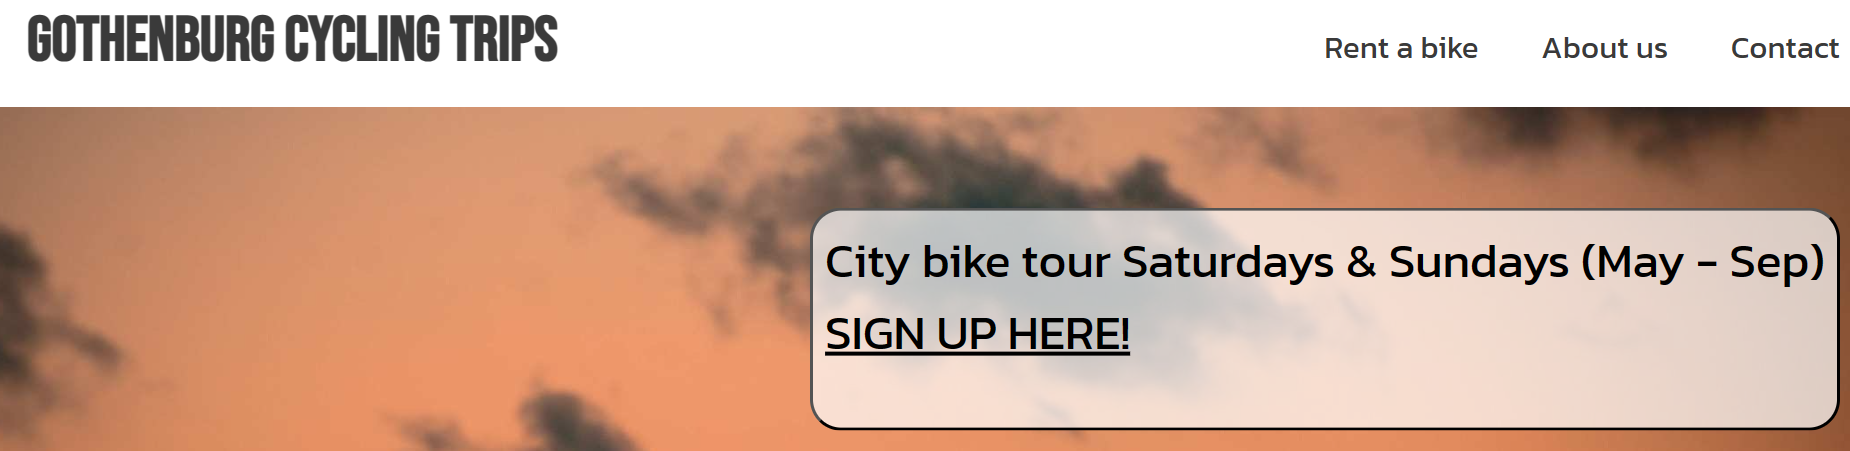 GOTHENBURG CYCLING TRIPS
Rent a bike About us Contact
City bike tour Saturdays & Sundays (May – Sep)
SIGN UP HERE!